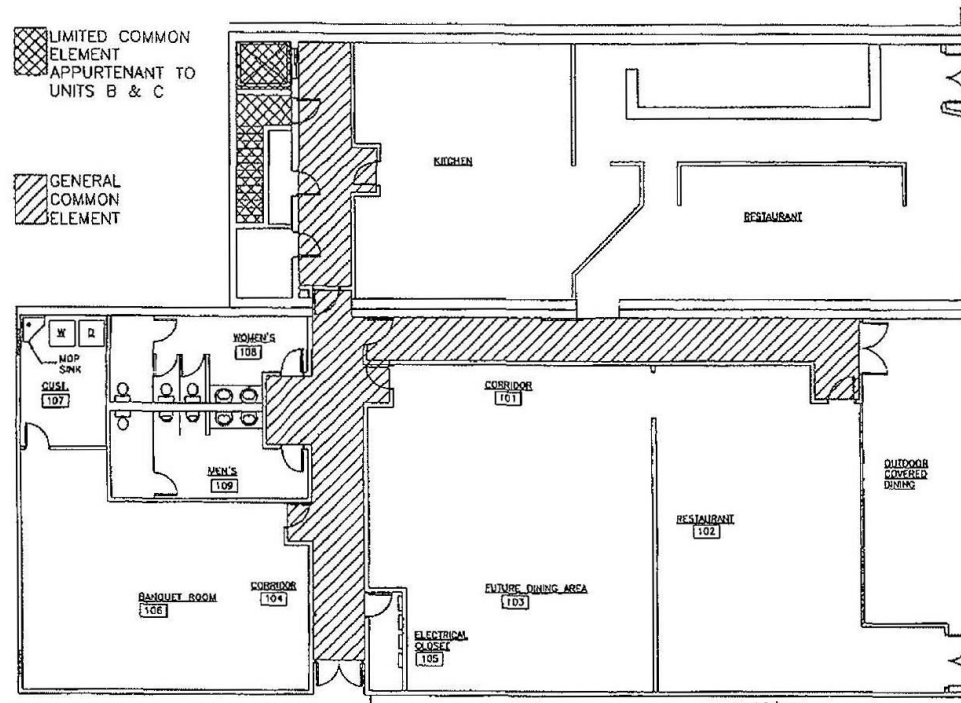 LIMITED COMMON
ELEMENT
APPURTENANT TO
UNITS B & C
GENERAL
COMMON
ELEMENT
KITCHEN
RESTAURANT
W
D
MOP
SINK
CUST.
107
WOMEN'S
108
MEN'S
109
CORRIDOR
101
OUTDOOR
COVERED
DINING
RESTAURANT
102
BANQUET ROOM
106
CORRIDOR
104
FUTURE DINING AREA
103
ELECTRICAL
CLOSET
105